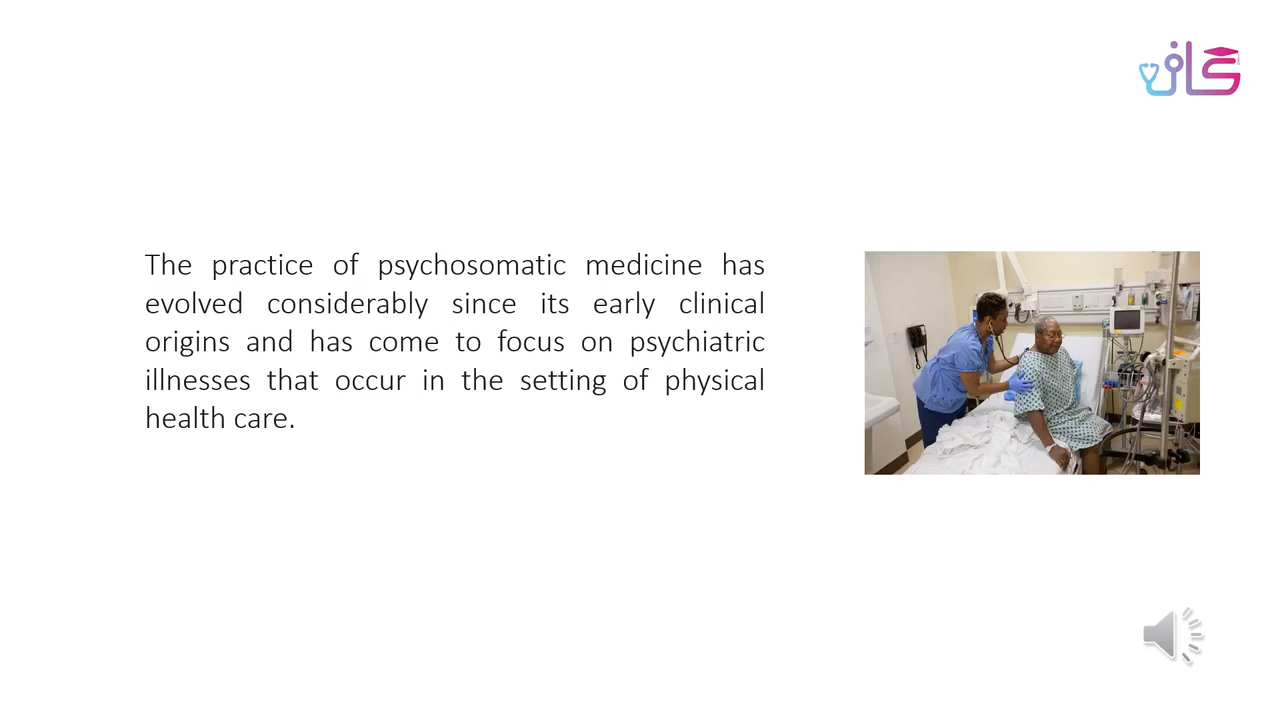 كاف
The practice of psychosomatic medicine has
evolved considerably since its early clinical
origins and has come to focus on psychiatric
illnesses that occur in the setting of physical
health care.